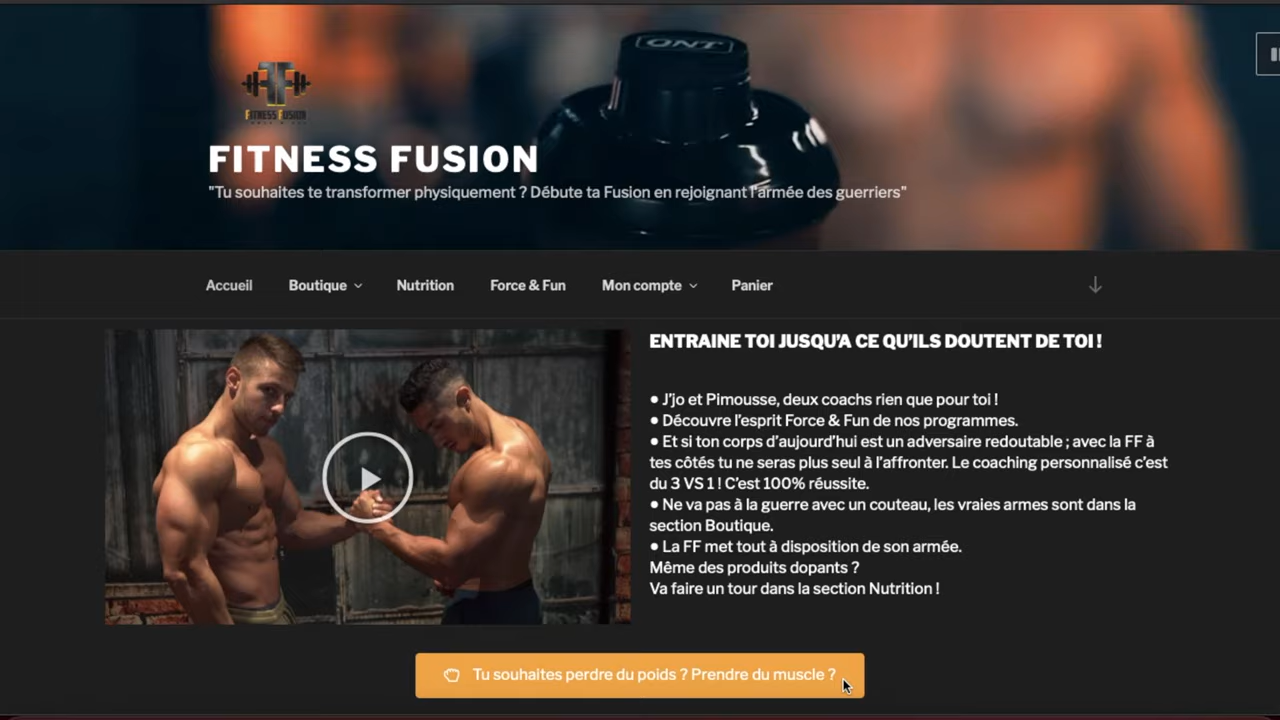 QNT
FITNESS FUSION
FITNESS FUSION
"Tu souhaites te transformer physiquement ? Débute ta Fusion en rejoignant l'armée des guerriers"
Accueil Boutique Nutrition Force & Fun Mon compte Panier
ENTRAINE TOI JUSQU'A CE QU'ILS DOUTENT DE TOI !
● J'jo et Pimousse, deux coachs rien que pour toi !
● Découvre l'esprit Force & Fun de nos programmes.
● Et si ton corps d'aujourd'hui est un adversaire redoutable ; avec la FF à
tes côtés tu ne seras plus seul à l'affronter. Le coaching personnalisé c'est
du 3 VS 1 ! C'est 100% réussite.
● Ne va pas à la guerre avec un couteau, les vraies armes sont dans la
section Boutique.
● La FF met tout à disposition de son armée.
Même des produits dopants ?
Va faire un tour dans la section Nutrition !
Tu souhaites perdre du poids ? Prendre du muscle ?